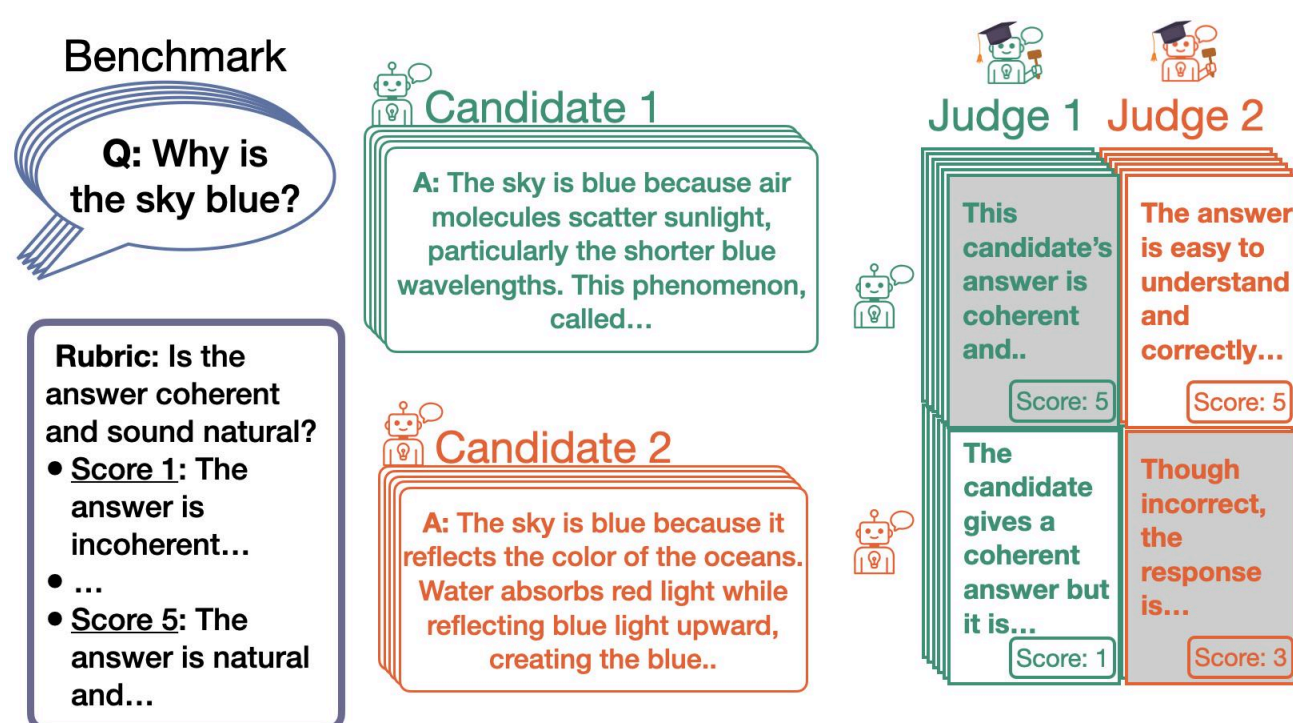 Benchmark
Q: Why is
the sky blue?
Rubric: Is the
answer coherent
and sound natural?
• Score 1: The
answer is
incoherent…
• …
• Score 5: The
answer is natural
and…
Candidate 1
A: The sky is blue because air
molecules scatter sunlight,
particularly the shorter blue
wavelengths. This phenomenon,
called…
Candidate 2
A: The sky is blue because it
reflects the color of the oceans.
Water absorbs red light while
reflecting blue light upward,
creating the blue..
Judge 1
Judge 2
This
candidate’s
answer is
coherent
and..
Score: 5
The answer
is easy to
understand
and
correctly…
Score: 5
The
candidate
gives a
coherent
answer but
it is…
Score: 1
Though
incorrect,
the
response
is…
Score: 3